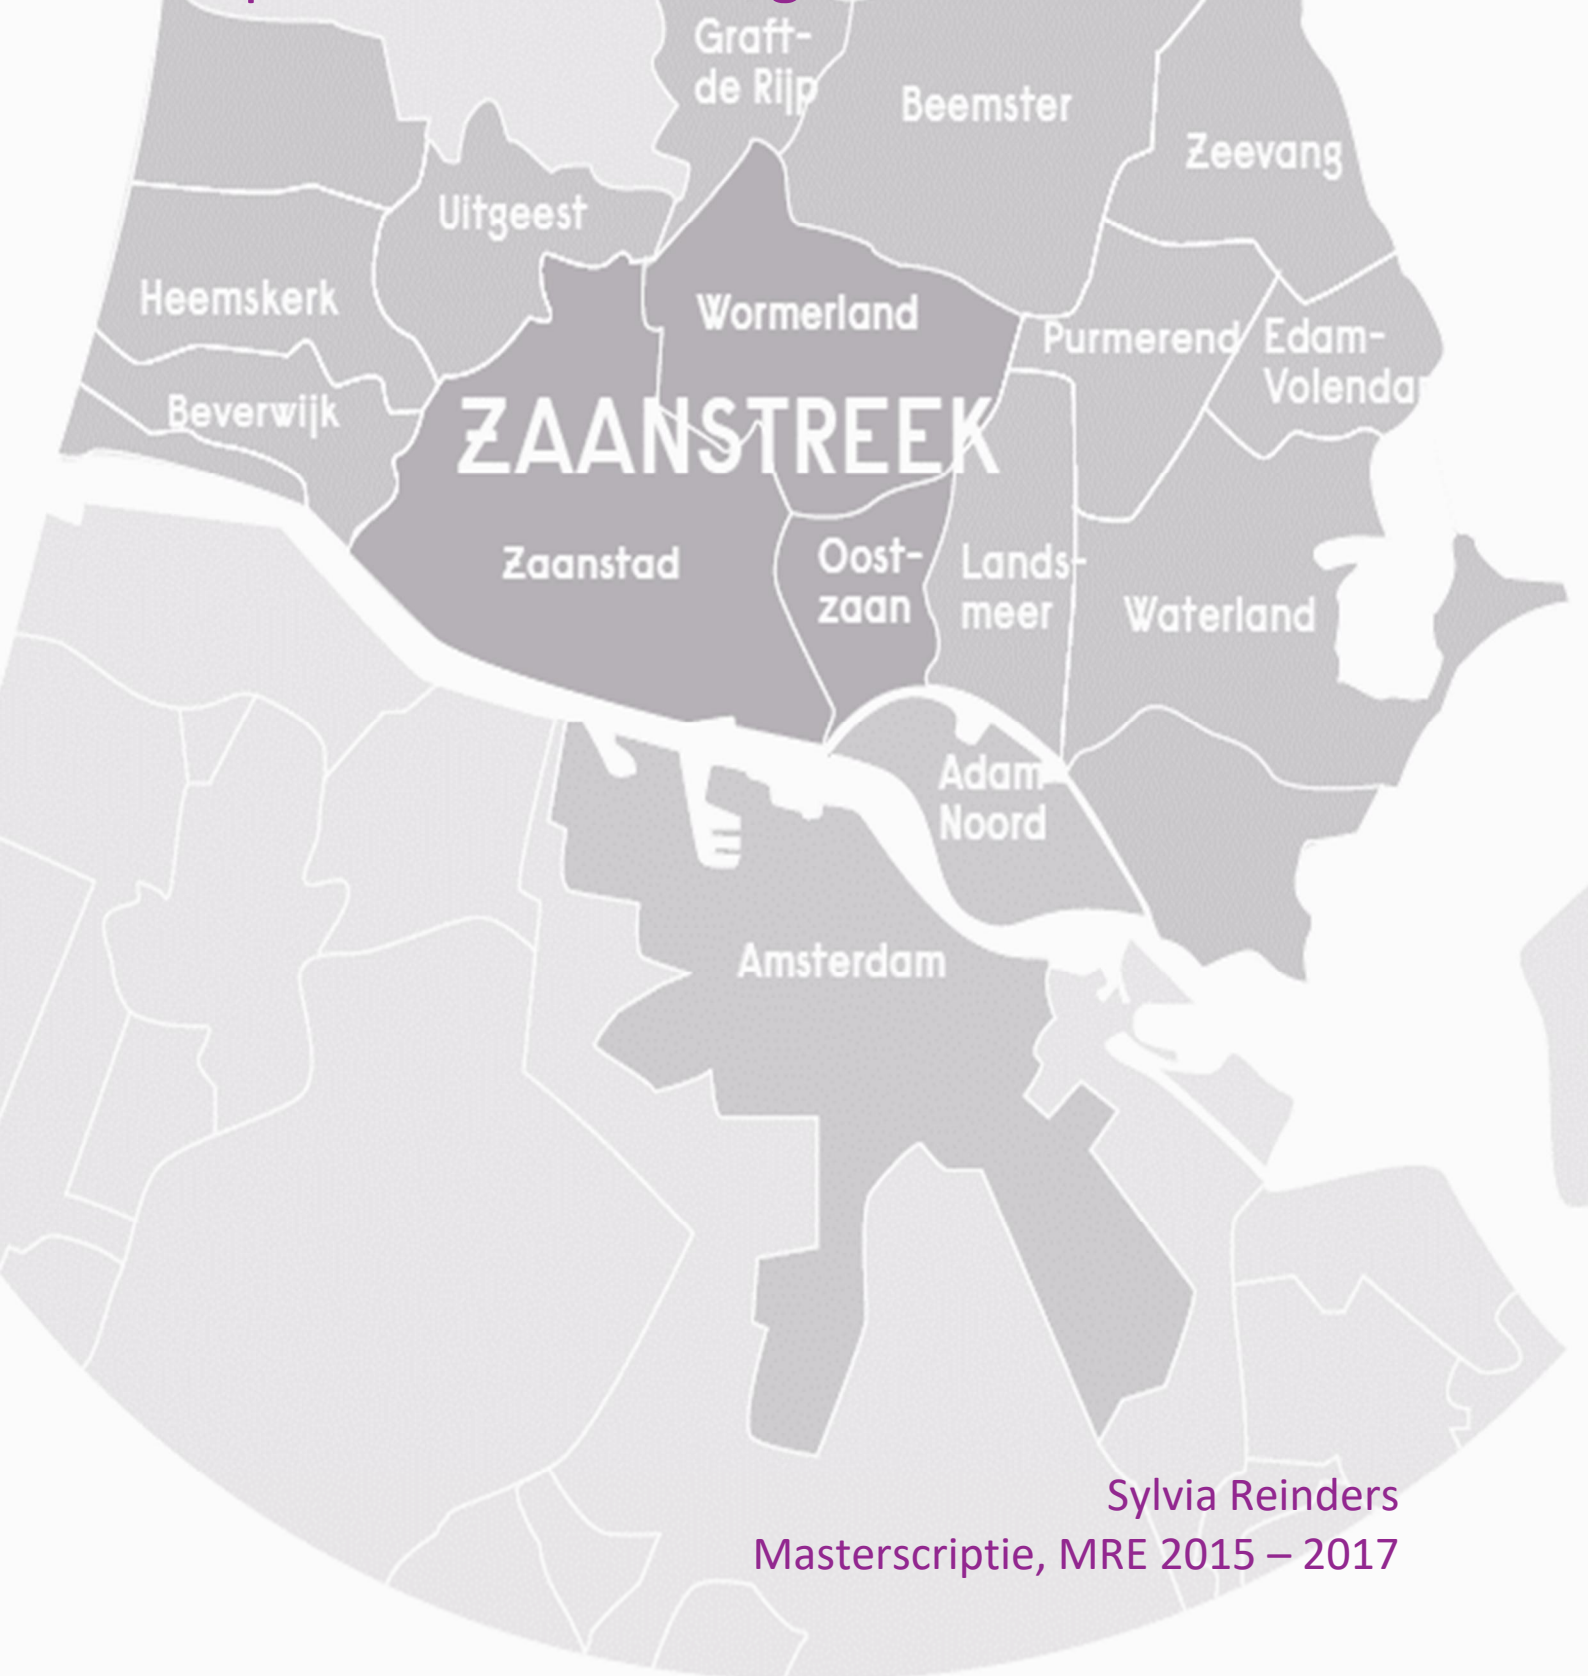 Graft-
de Rijp
Beemster
Zeevang
Uitgeest
Heemskerk
Wormerland
Purmerend
Edam-
Volenda
Beverwijk
ZAANSTREEK
Zaanstad
Oost-
zaan
Lands-
meer
Waterland
Adam
Noord
Amsterdam
Sylvia Reinders
Masterscriptie, MRE 2015 – 2017